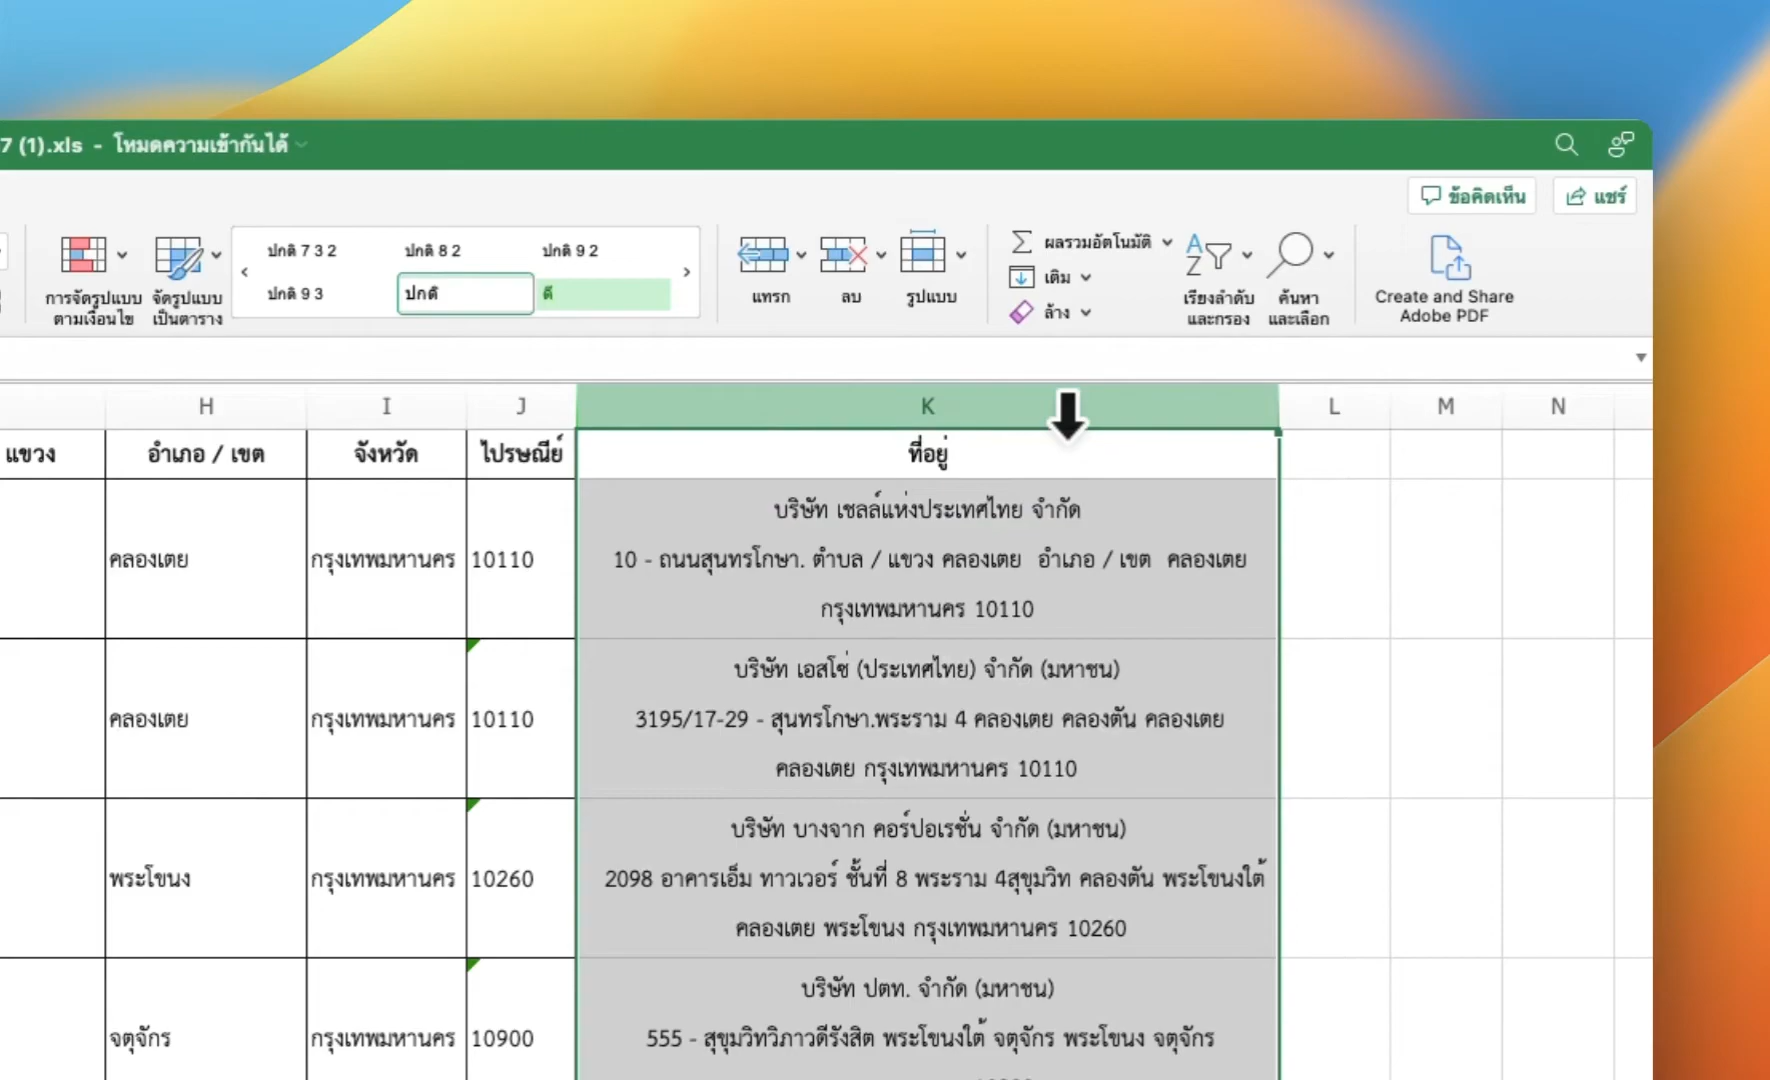 7 (1).xls - โหมดความเข้ากันได้
ข้อคิดเห็น
แชร์
การจัดรูปแบบ
ตามเงื่อนไข
จัดรูปแบบ
เป็นตาราง
ปกติ 7 3 2
ปกติ 8 2
ปกติ 9 2
ปกติ 9 3
ปกติ
ดี
แทรก
ลบ
รูปแบบ
ผลรวมอัตโนมัติ
เติม
ล้าง
เรียงลำดับ
และกรอง
ค้นหา
และเลือก
Create and Share
Adobe PDF
H I J K L M N
แขวง อำเภอ / เขต จังหวัด ไปรษณีย์ ที่อยู่
บริษัท เชลล์แห่งประเทศไทย จำกัด
คลองเตย กรุงเทพมหานคร 10110 10 - ถนนสุนทรโกษา. ตำบล / แขวง คลองเตย อำเภอ / เขต คลองเตย
กรุงเทพมหานคร 10110
บริษัท เอสโซ่ (ประเทศไทย) จำกัด (มหาชน)
คลองเตย กรุงเทพมหานคร 10110 3195/17-29 - สุนทรโกษา.พระราม 4 คลองเตย คลองตัน คลองเตย
คลองเตย กรุงเทพมหานคร 10110
บริษัท บางจาก คอร์ปอเรชั่น จำกัด (มหาชน)
พระโขนง กรุงเทพมหานคร 10260 2098 อาคารเอ็ม ทาวเวอร์ ชั้นที่ 8 พระราม 4สุขุมวิท คลองตัน พระโขนงใต้
คลองเตย พระโขนง กรุงเทพมหานคร 10260
บริษัท ปตท. จำกัด (มหาชน)
จตุจักร กรุงเทพมหานคร 10900 555 - สุขุมวิทวิภาวดีรังสิต พระโขนงใต้ จตุจักร พระโขนง จตุจักร